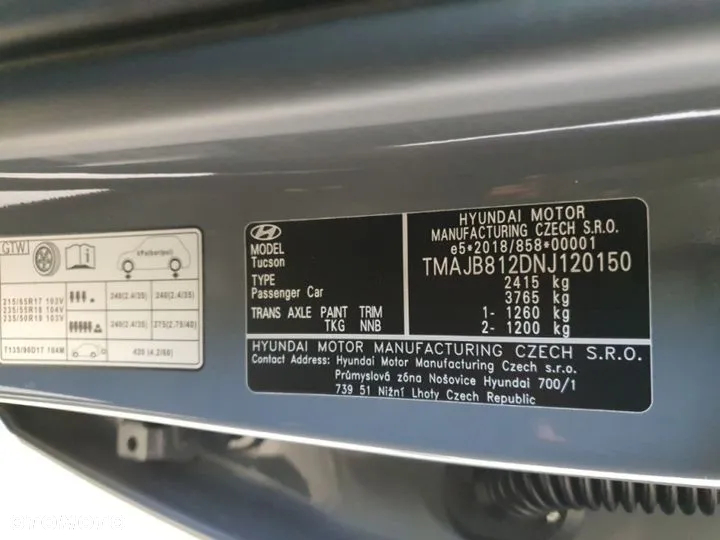 GTW
#Psi/bar(psi)
215/65R17 103V 240(2.4/35) 240(2.4/35)
235/55R18 104V
235/50R19 103V 240(2.4/35) 275(2.75/40)
T135/90D17 104M 420 (4.2/60)
MODEL
Tucson
TYPE
Passenger Car
TRANS AXLE PAINT TRIM
TKG NNB
HYUNDAI MOTOR
MANUFACTURING CZECH S.R.O.
e5*2018/858*00001
TMAJB812DNJ120150
2415 kg
3765 kg
1- 1260 kg
2- 1200 kg
HYUNDAI MOTOR MANUFACTURING CZECH S.R.O.
Contact Address: Hyundai Motor Manufacturing Czech s.r.o.
Průmyslová zóna Nošovice Hyundai 700/1
739 51 Nižní Lhoty Czech Republic